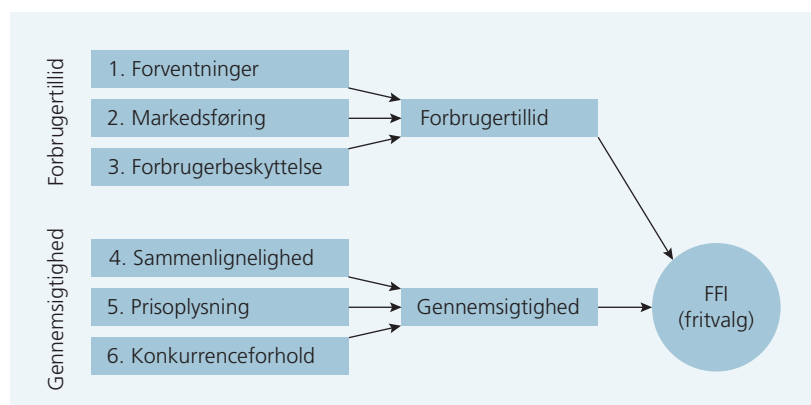 Forbrugertillid
1. Forventninger
2. Markedsføring
3. Forbrugerbeskyttelse
Forbrugertillid
Gennemsigtighed
4. Sammenlignelighed
5. Prisoplysning
6. Konkurrenceforhold
Gennemsigtighed
FFI
(fritvalg)